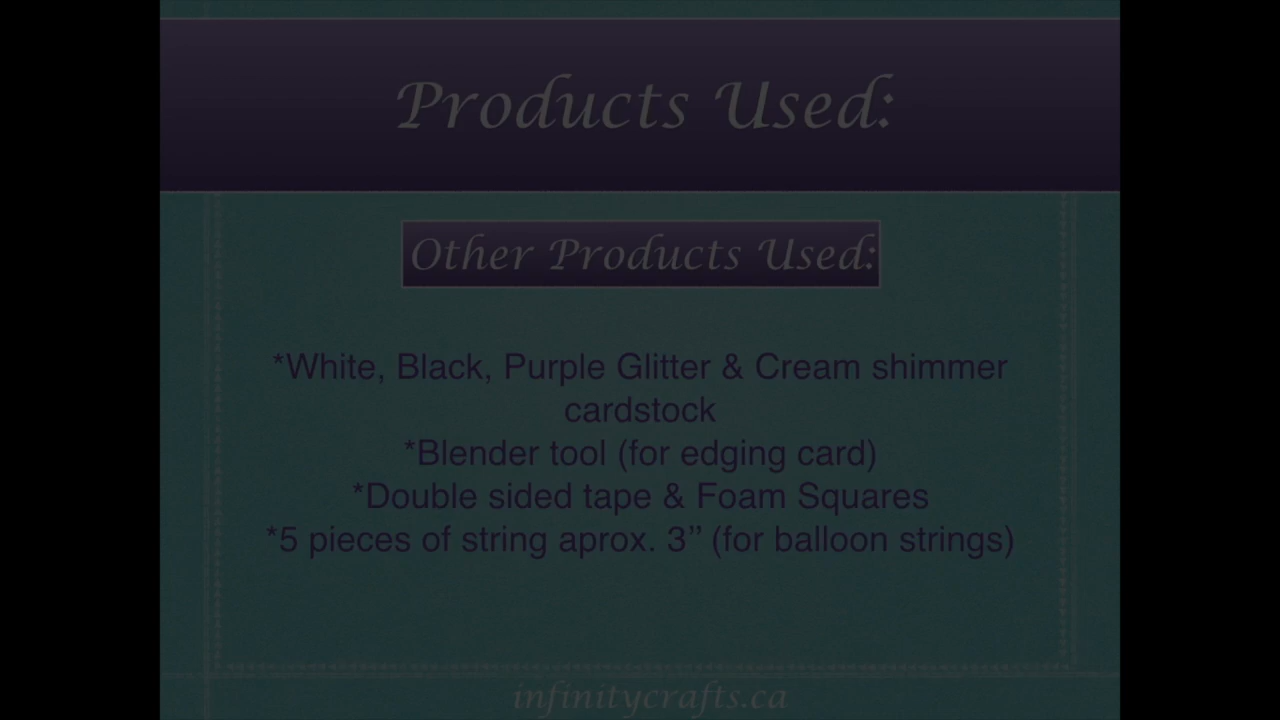 Products Used:
Other Products Used:
*White, Black, Purple Glitter & Cream shimmer
cardstock
*Blender tool (for edging card)
*Double sided tape & Foam Squares
*5 pieces of string aprox. 3” (for balloon strings)
infinitycrafts.ca